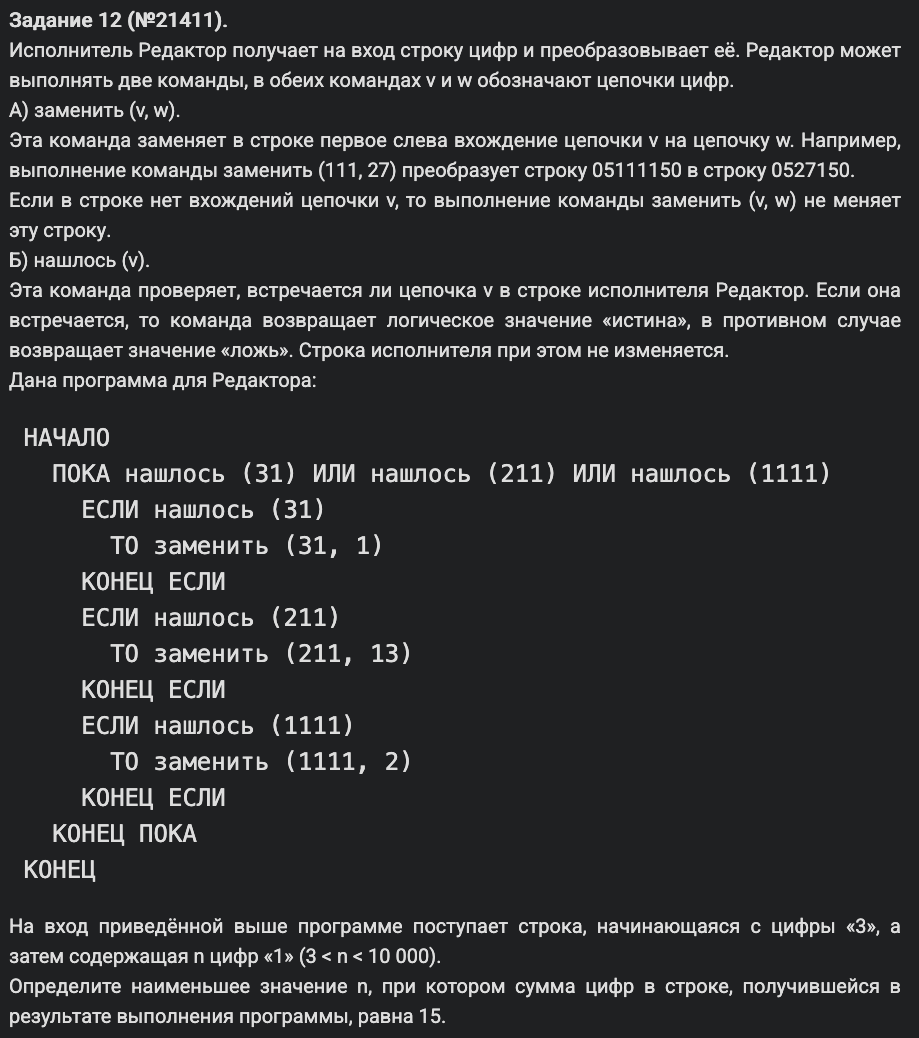 Задание 12 (№21411).
Исполнитель Редактор получает на вход строку цифр и преобразовывает её. Редактор может
выполнять две команды, в обеих командах v и w обозначают цепочки цифр.
А) заменить (v, w).
Эта команда заменяет в строке первое слева вхождение цепочки v на цепочку w. Например,
выполнение команды заменить (111, 27) преобразует строку 05111150 в строку 0527150.
Если в строке нет вхождений цепочки v, то выполнение команды заменить (v, w) не меняет
эту строку.
Б) нашлось (v).
Эта команда проверяет, встречается ли цепочка v в строке исполнителя Редактор. Если она
встречается, то команда возвращает логическое значение «истина», в противном случае
возвращает значение «ложь». Строка исполнителя при этом не изменяется.
Дана программа для Редактора:
НАЧАЛО
ПОКА нашлось (31) ИЛИ нашлось (211) ИЛИ нашлось (1111)
ЕСЛИ нашлось (31)
ТО заменить (31, 1)
КОНЕЦ ЕСЛИ
ЕСЛИ нашлось (211)
ТО заменить (211, 13)
КОНЕЦ ЕСЛИ
ЕСЛИ нашлось (1111)
ТО заменить (1111, 2)
КОНЕЦ ЕСЛИ
КОНЕЦ ПОКА
КОНЕЦ
На вход приведённой выше программе поступает строка, начинающаяся с цифры «3», а
затем содержащая n цифр «1» (3 < n < 10 000).
Определите наименьшее значение n, при котором сумма цифр в строке, получившейся в
результате выполнения программы, равна 15.